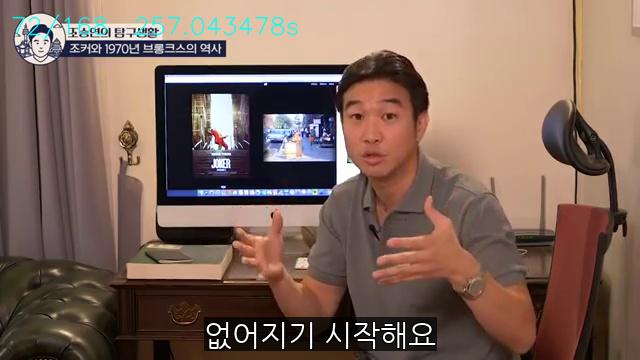 72/168, 257.043478s
조승연의 탐구생활
조커와 1970년 브롱크스의 역사
JOKER
없어지기 시작해요